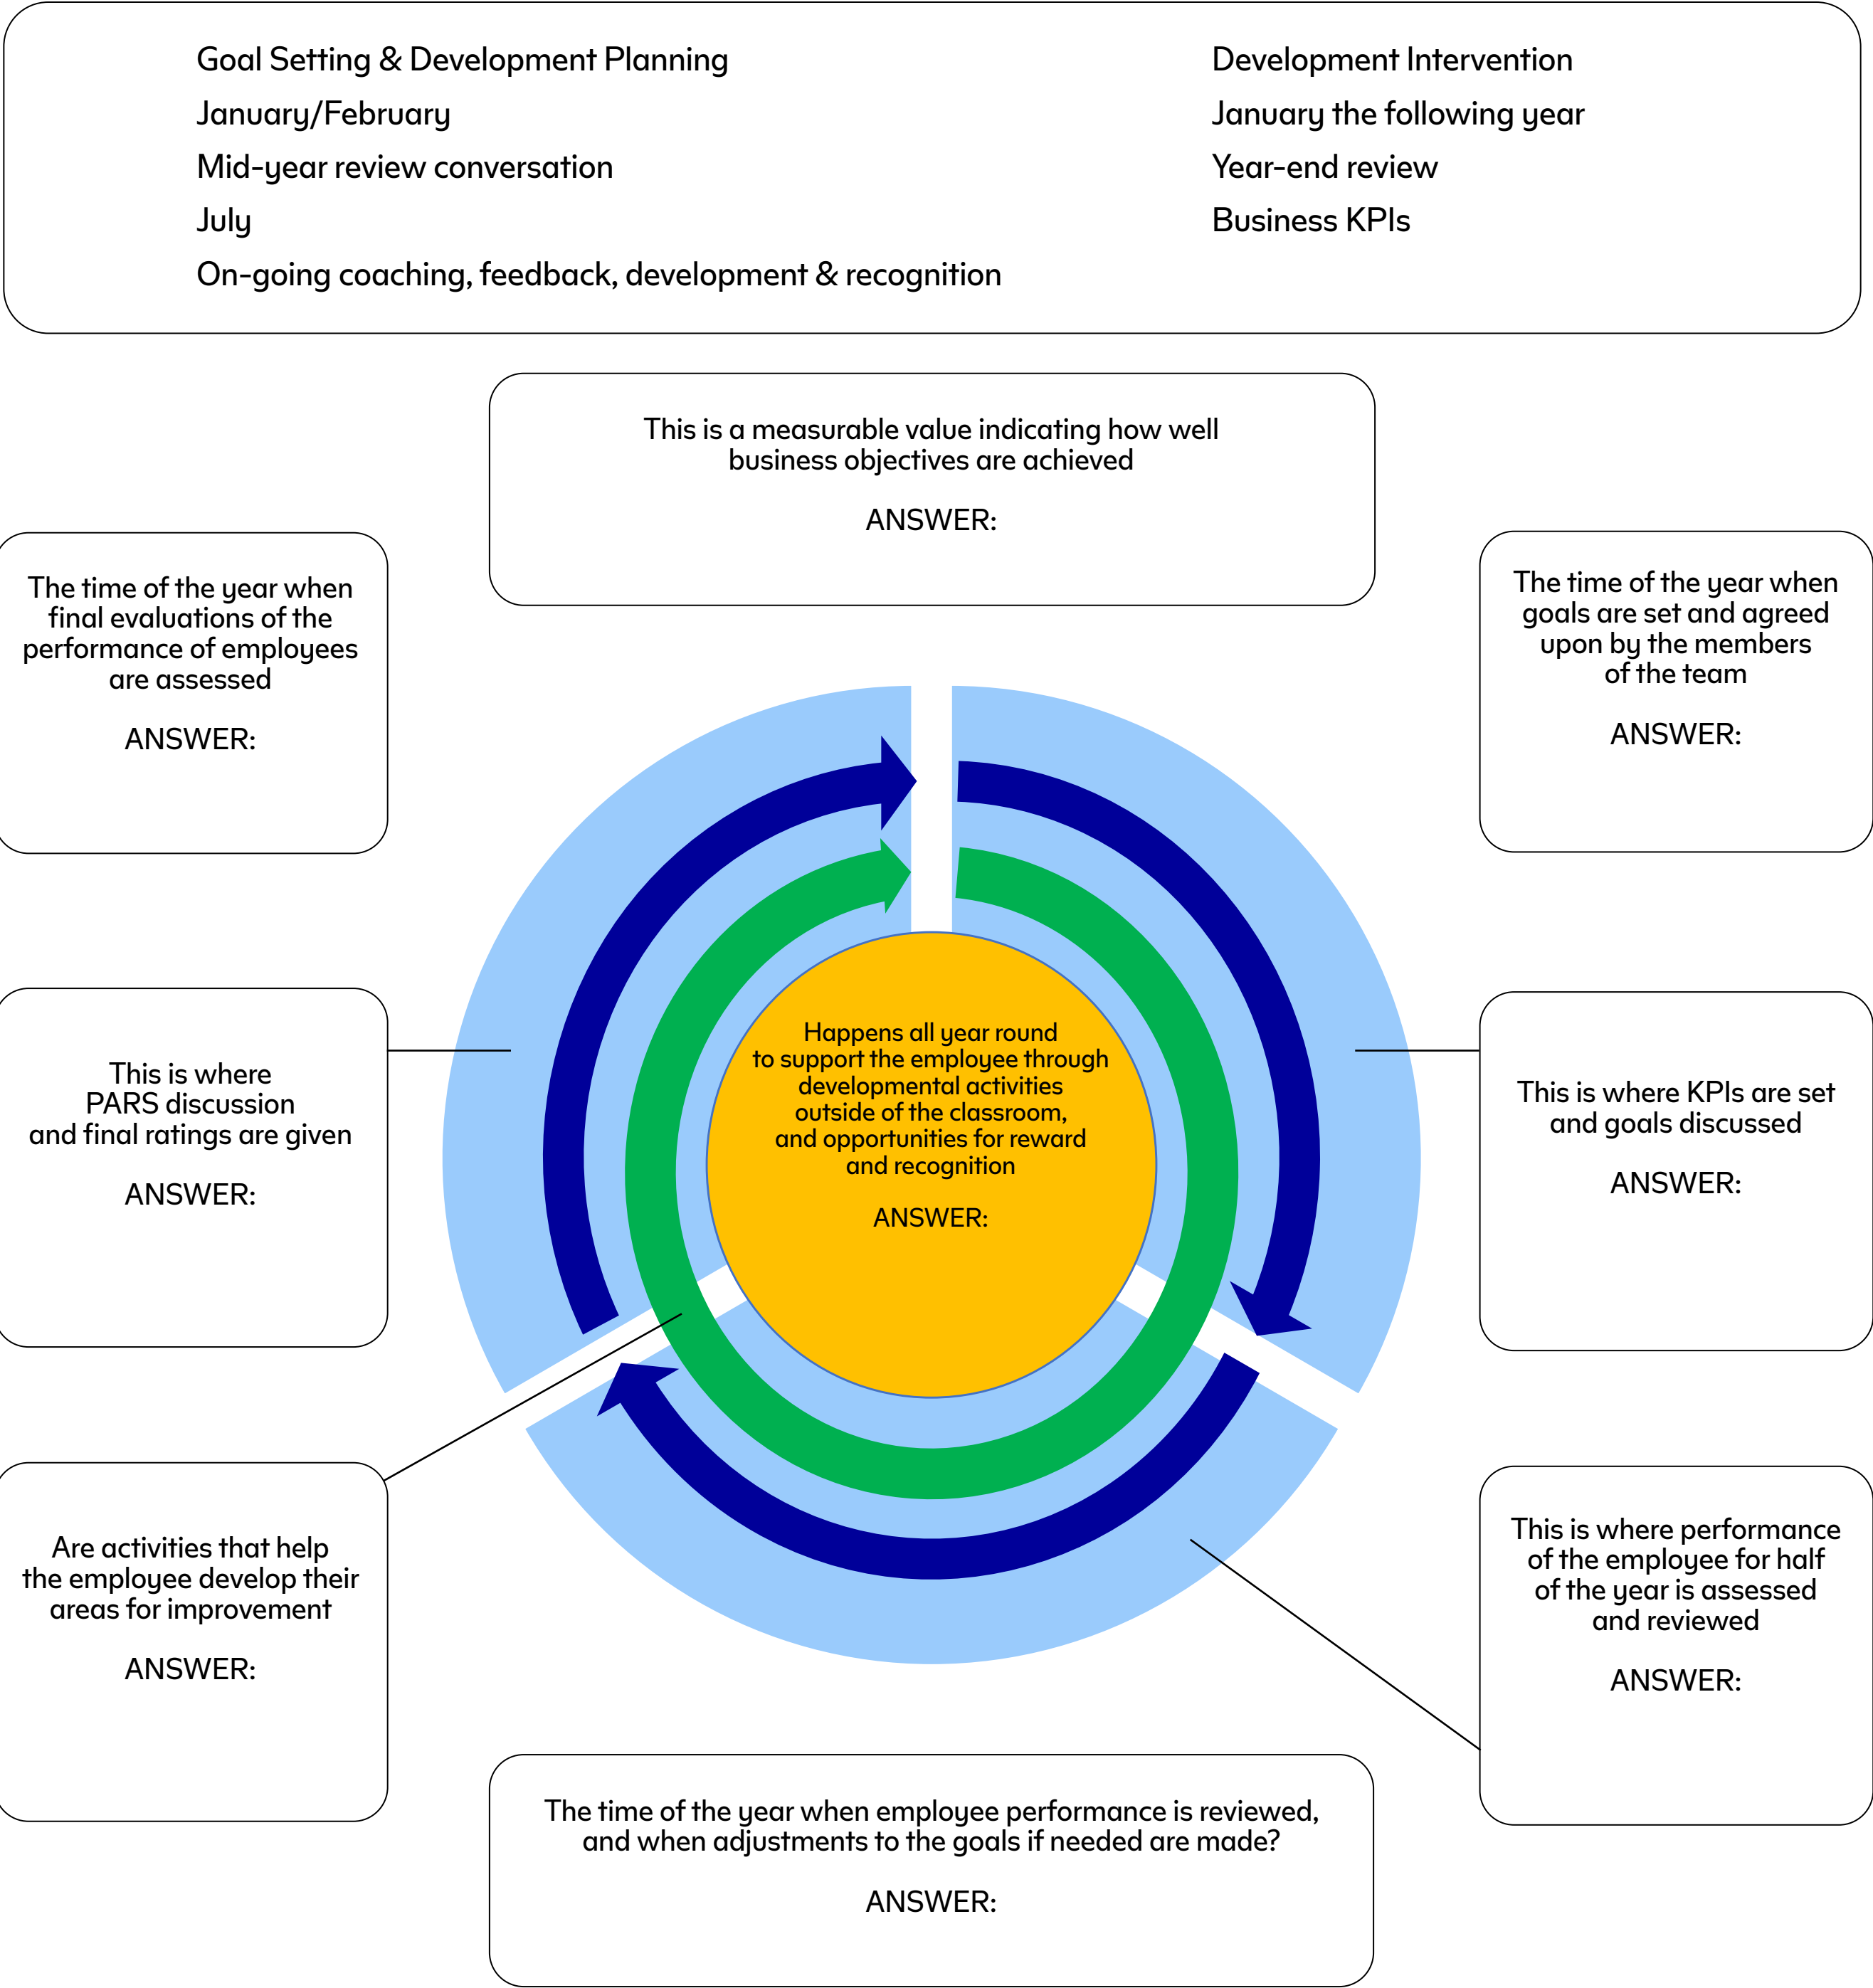 Goal Setting & Development Planning
January/February
Mid-year review conversation
July
On-going coaching, feedback, development & recognition
Development Intervention
January the following year
Year-end review
Business KPIs
This is a measurable value indicating how well
business objectives are achieved
ANSWER:
The time of the year when
final evaluations of the
performance of employees
are assessed
ANSWER:
The time of the year when
goals are set and agreed
upon by the members
of the team
ANSWER:
This is where
PARS discussion
and final ratings are given
ANSWER:
Happens all year round
to support the employee through
developmental activities
outside of the classroom,
and opportunities for reward
and recognition
ANSWER:
This is where KPIs are set
and goals discussed
ANSWER:
Are activities that help
the employee develop their
areas for improvement
ANSWER:
This is where performance
of the employee for half
of the year is assessed
and reviewed
ANSWER:
The time of the year when employee performance is reviewed,
and when adjustments to the goals if needed are made?
ANSWER: